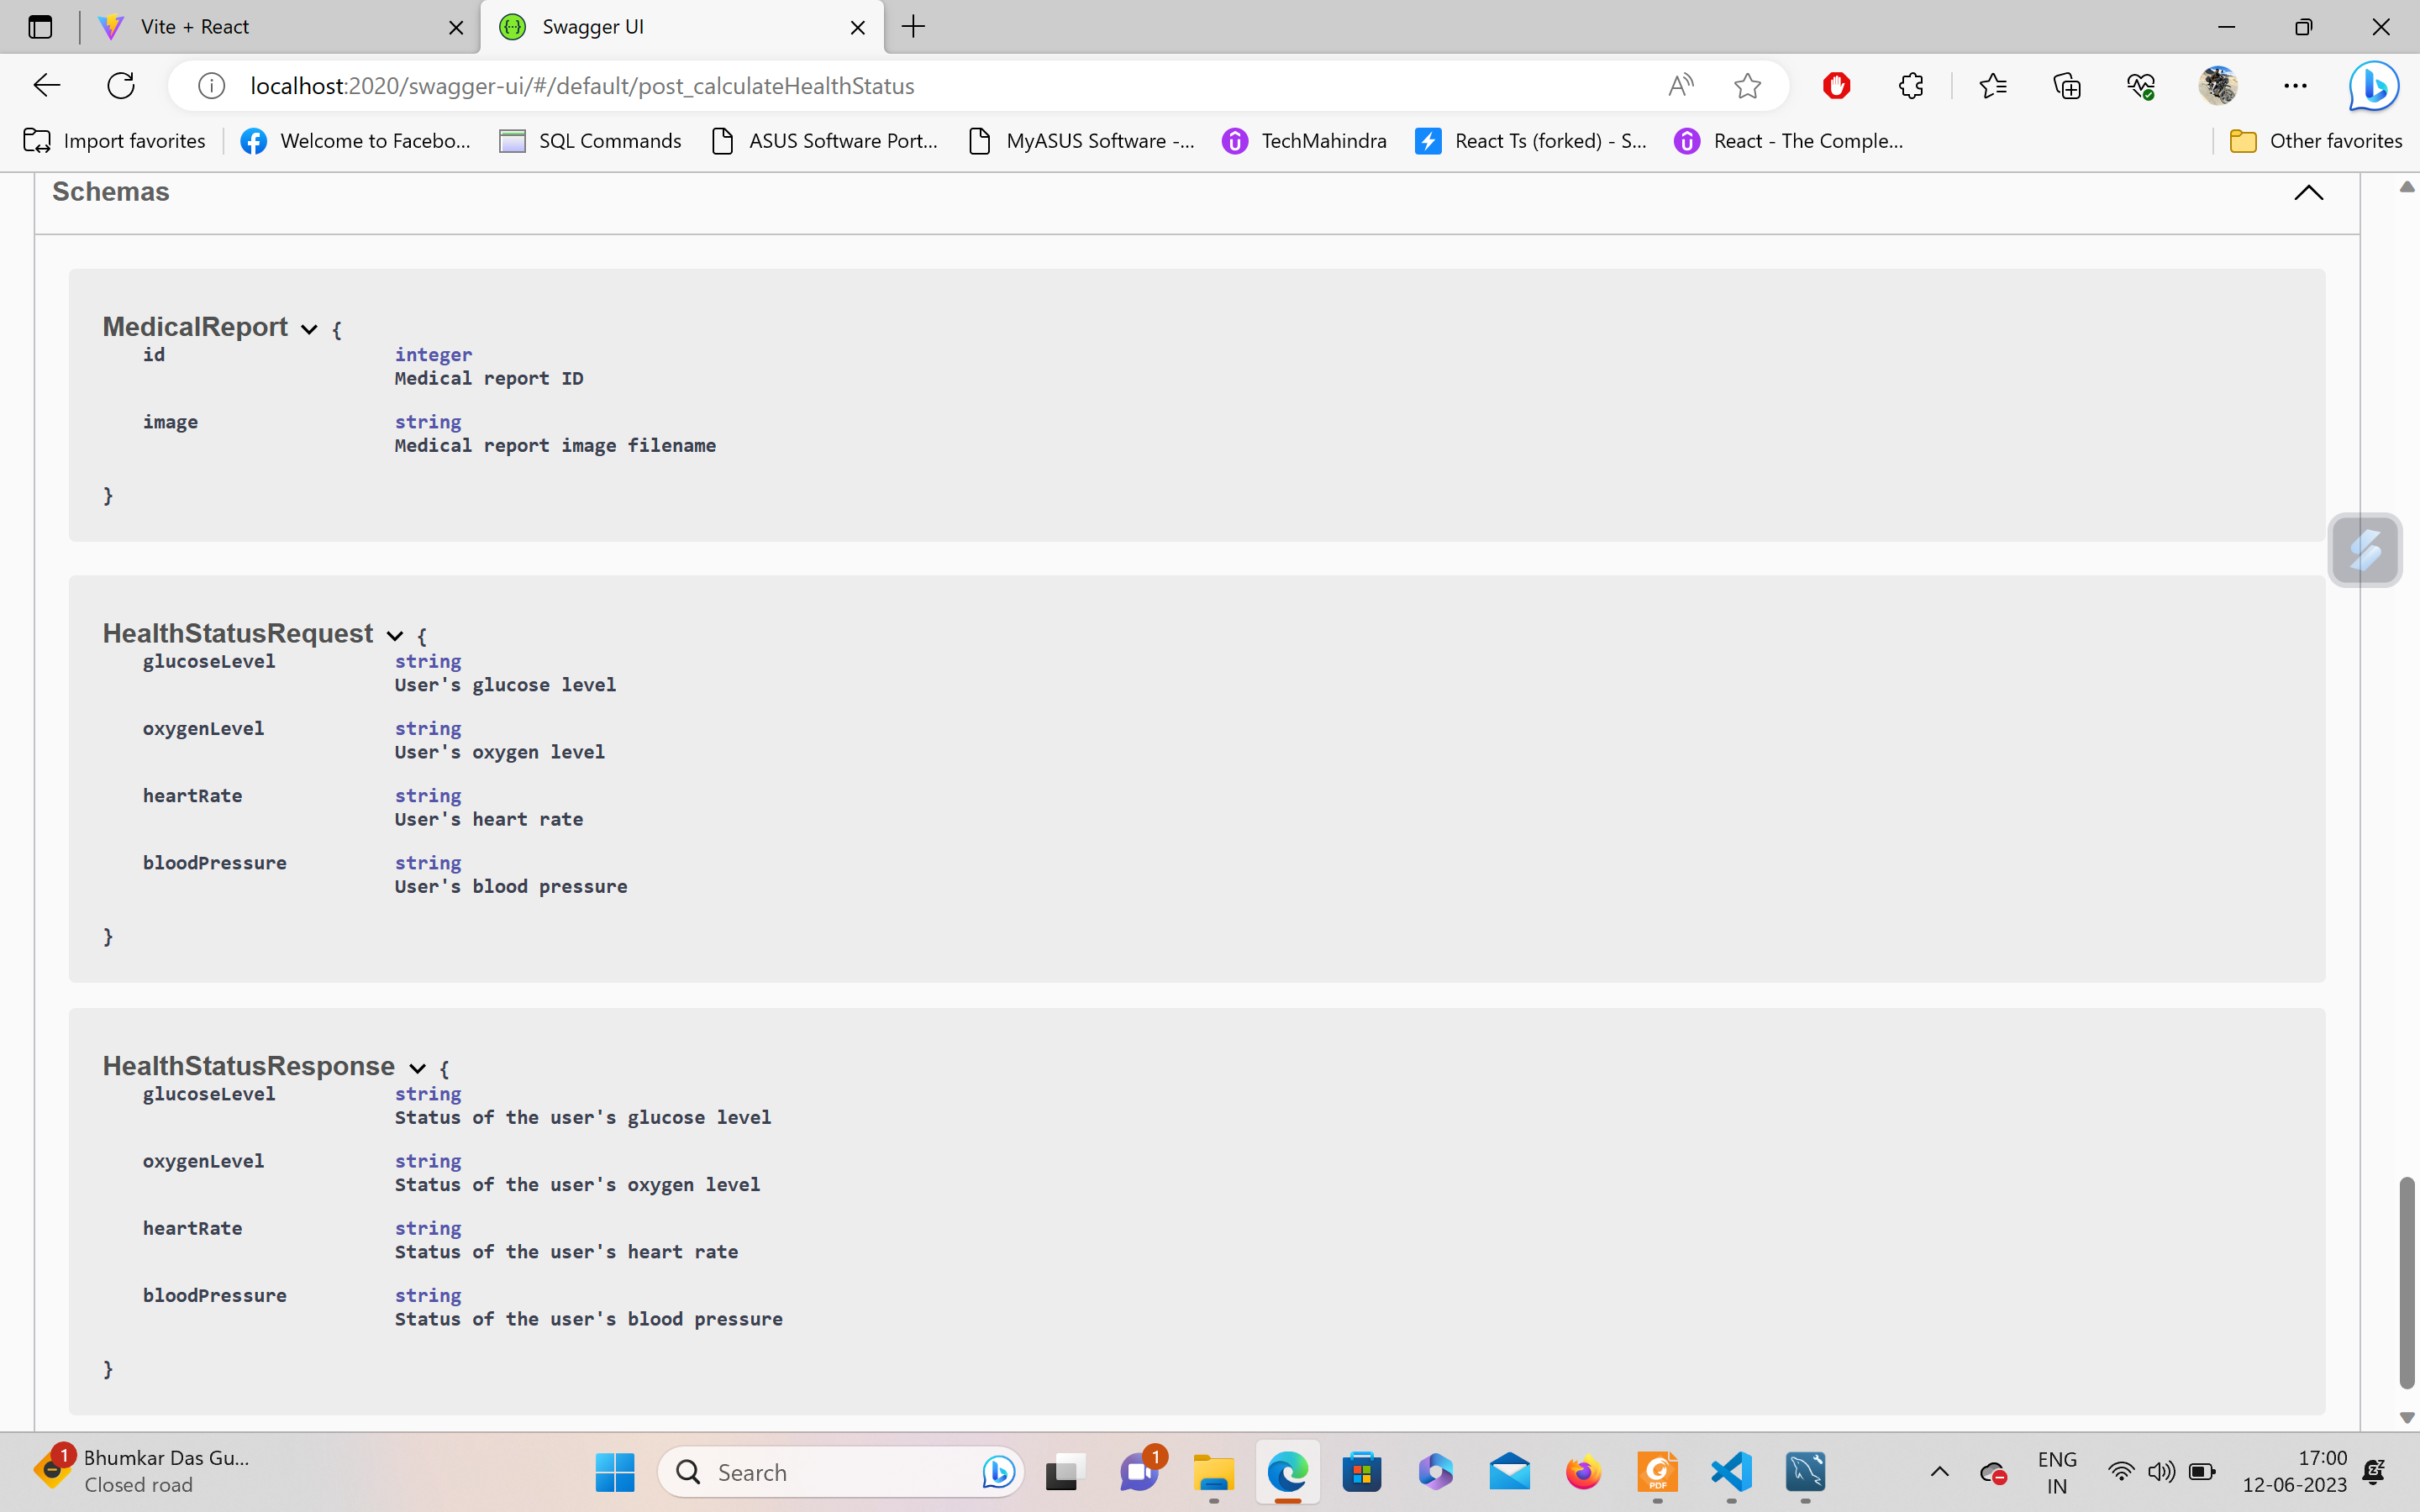 Vite + React
Swagger UI
localhost:2020/swagger-ui/#/default/post_calculateHealthStatus
Import favorites
Welcome to Facebo...
SQL Commands
ASUS Software Port...
MyASUS Software -...
TechMahindra
React Ts (forked) - S...
React - The Comple...
Other favorites
Schemas
MedicalReport {
id integer
Medical report ID
image string
Medical report image filename
}
HealthStatusRequest {
glucoseLevel string
User's glucose level
oxygenLevel string
User's oxygen level
heartRate string
User's heart rate
bloodPressure string
User's blood pressure
}
HealthStatusResponse {
glucoseLevel string
Status of the user's glucose level
oxygenLevel string
Status of the user's oxygen level
heartRate string
Status of the user's heart rate
bloodPressure string
Status of the user's blood pressure
}
1
Bhumkar Das Gu...
Closed road
Search
1
PDF
ENG
IN
17:00
12-06-2023